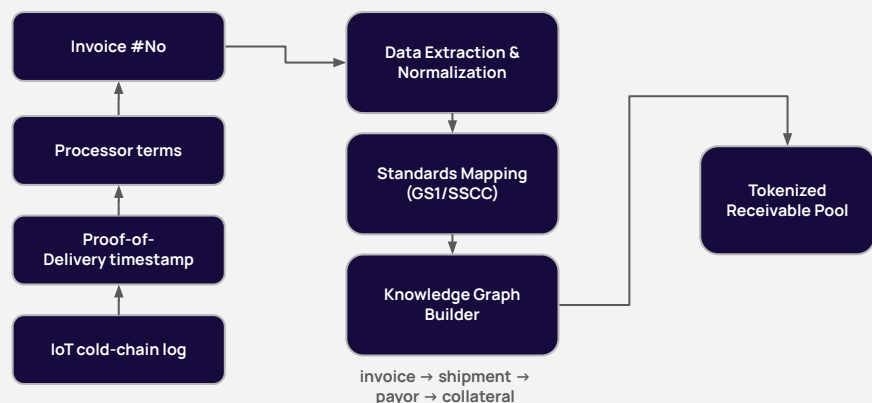 Invoice #No
Processor terms
Proof-of-
Delivery timestamp
IoT cold-chain log
Data Extraction &
Normalization
Standards Mapping
(GS1/SSCC)
Knowledge Graph
Builder
invoice → shipment →
payor → collateral
Tokenized
Receivable Pool